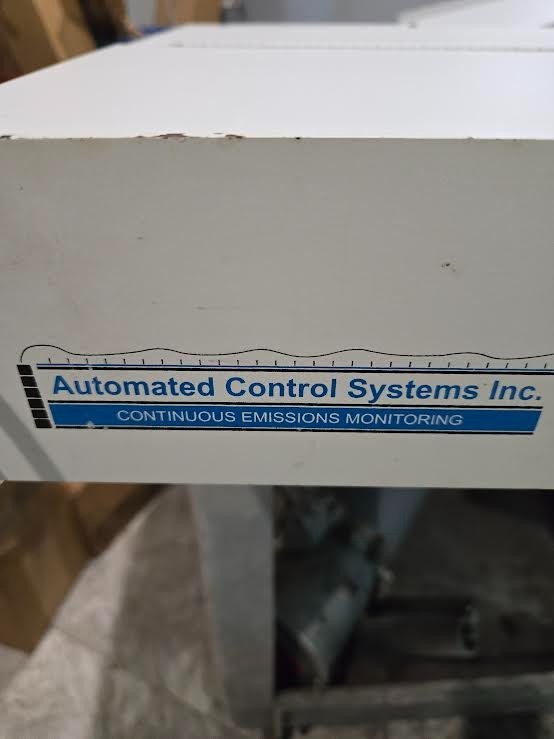 Automated Control Systems Inc.
CONTINUOUS EMISSIONS MONITORING